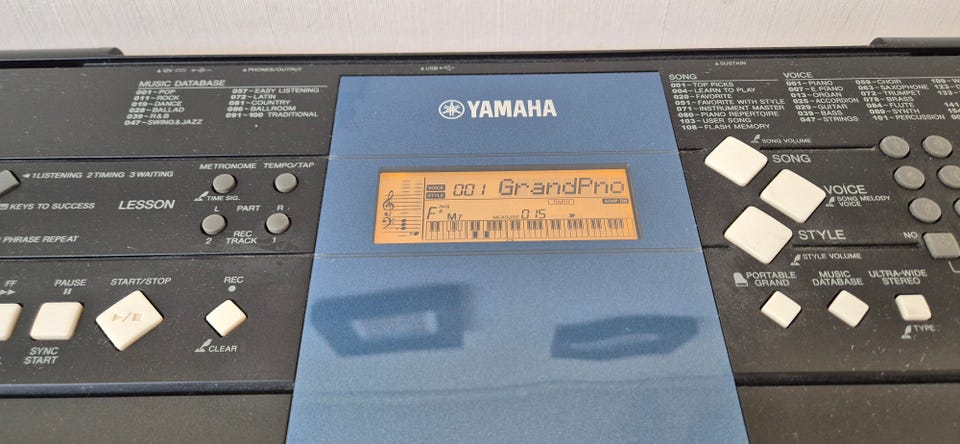 12V
PHONES/OUTPUT
USB
SUSTAIN
MUSIC DATABASE
001~POP
011~ROCK
019~DANCE
028~BALLAD
039~R&B
047~SWING&JAZZ
057~EASY LISTENING
072~LATIN
081~COUNTRY
086~BALLROOM
091~100 TRADITIONAL
YAMAHA
SONG
001~TOP PICKS
004~LEARN TO PLAY
020~FAVORITE
051~FAVORITE WITH STYLE
071~INSTRUMENT MASTER
080~PIANO REPERTOIRE
103~USER SONG
108~FLASH MEMORY
VOICE
001~PIANO
007~E.PIANO
013~ORGAN
025~ACCORDION
029~GUITAR
039~BASS
047~STRINGS
059~CHOIR
063~SAXOPHONE
072~TRUMPET
078~BRASS
085~FLUTE
089~SYNTH
101~PERCUSSION
1 LISTENING 2 TIMING 3 WAITING
KEYS TO SUCCESS
LESSON
PHRASE REPEAT
METRONOME
TEMPO/TAP
TIME SIG.
L PART R
2 REC TRACK 1
VOICE 001 GrandPno
STYLE
TOUCH
ACMP ON
F# M7
MEASURE 015
SONG VOLUME
SONG
VOICE
SONG MELODY VOICE
STYLE
STYLE VOLUME
NO
FF
PAUSE
START/STOP
REC
SYNC START
CLEAR
PORTABLE GRAND
MUSIC DATABASE
ULTRA-WIDE STEREO
TYPE